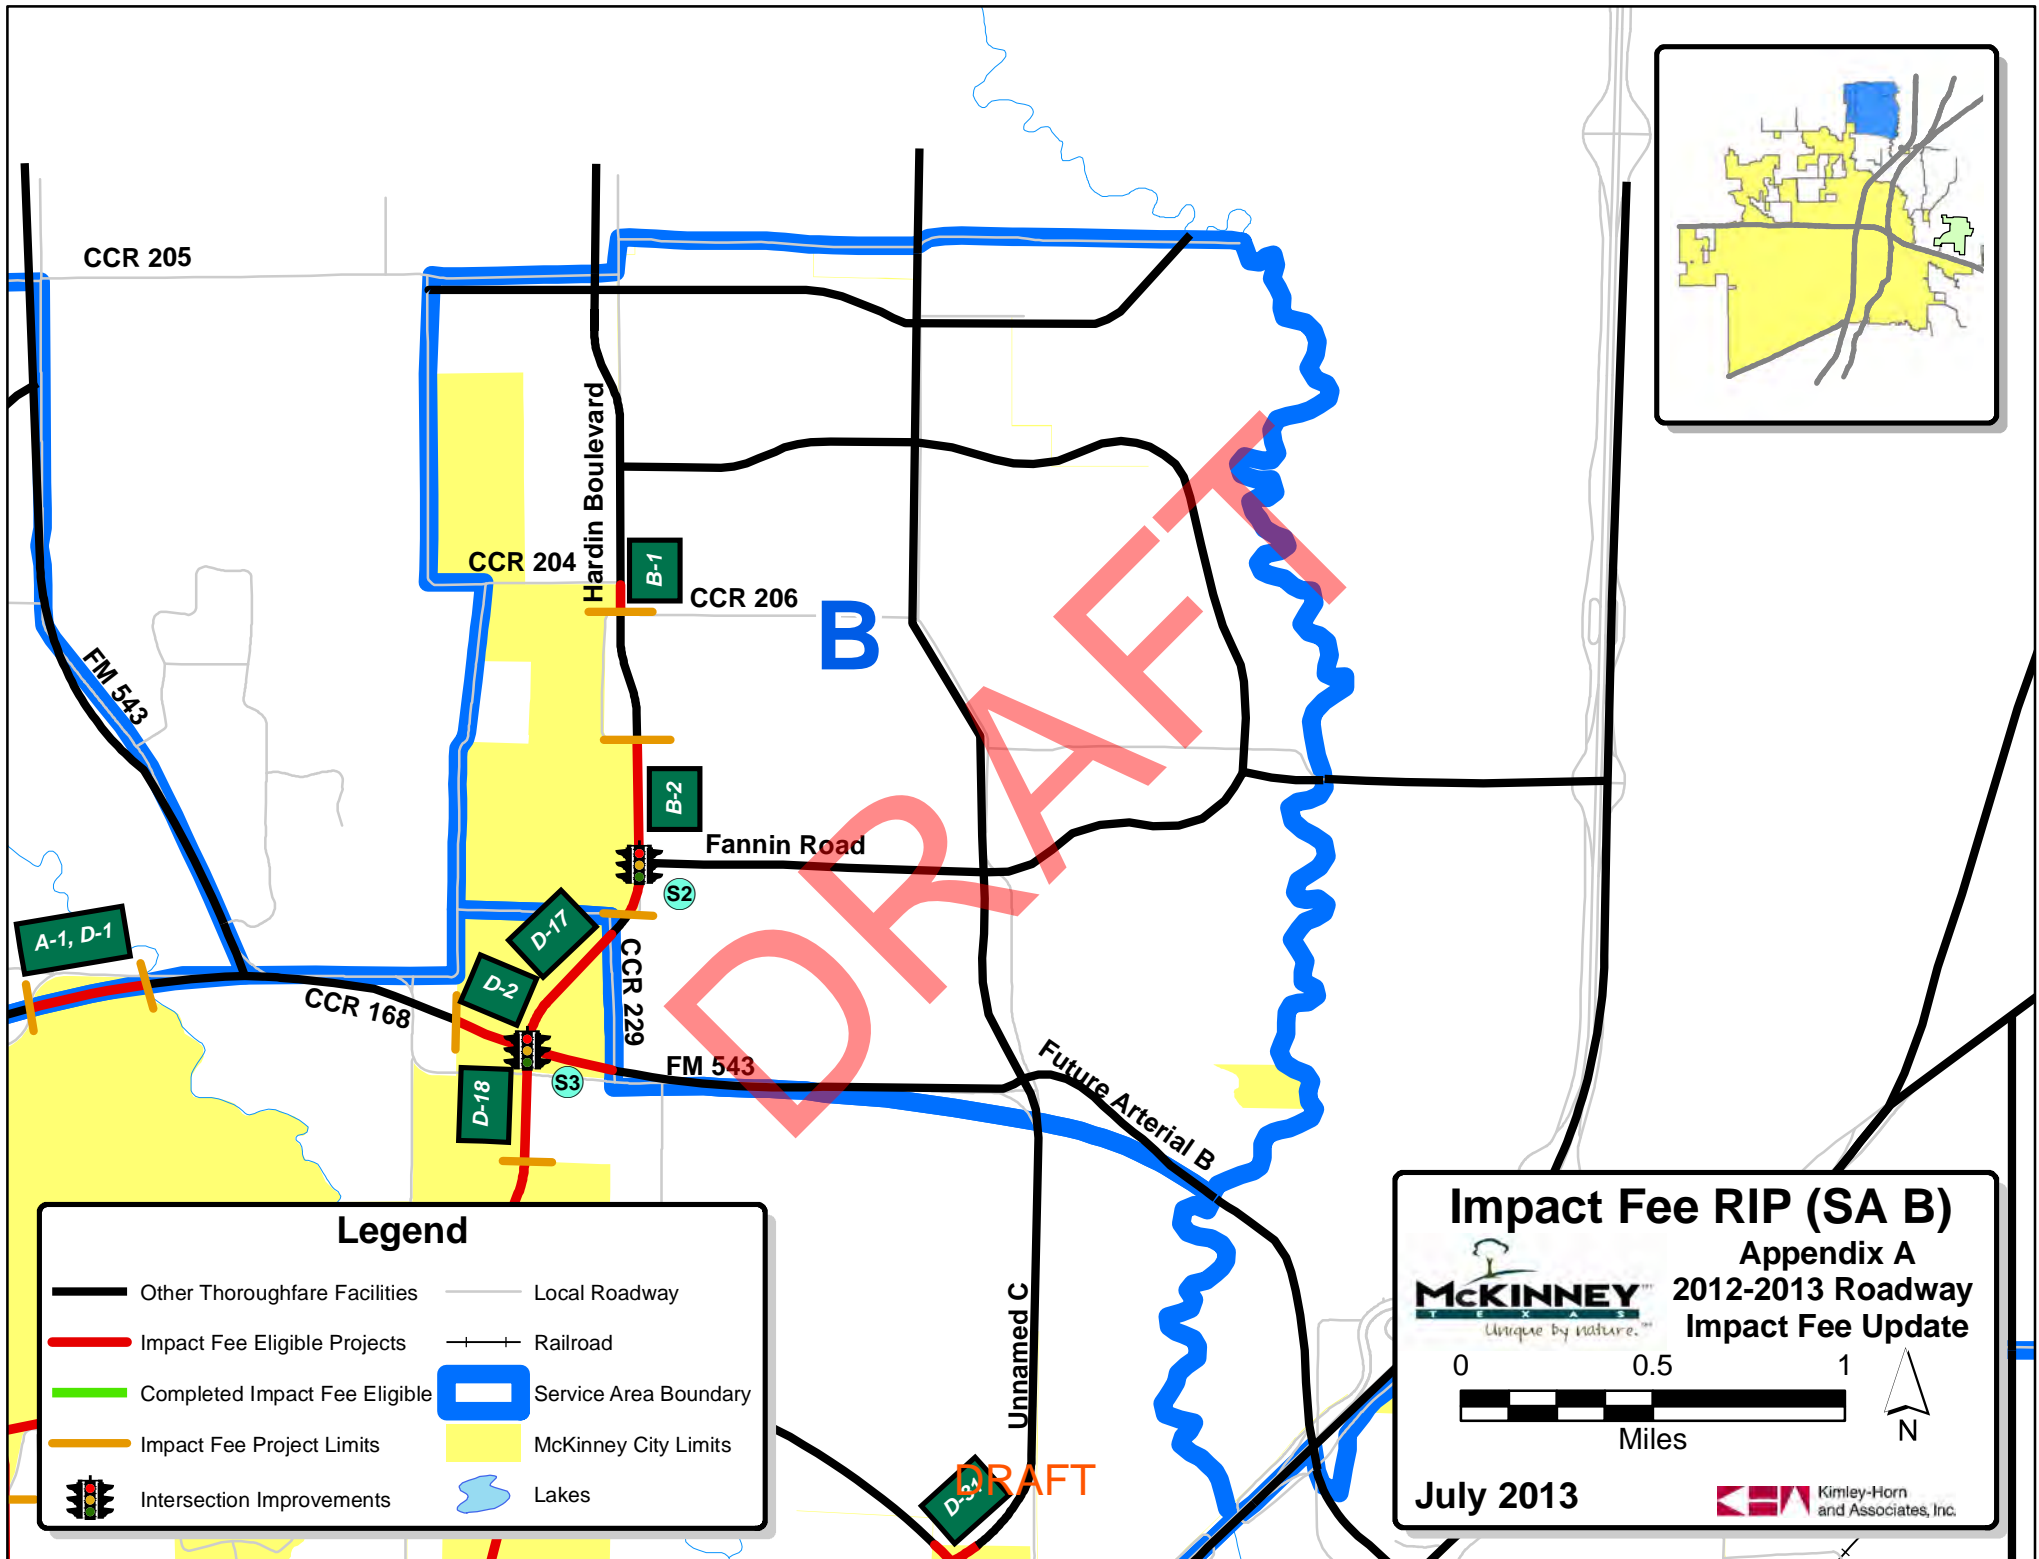 CCR 205
Hardin Boulevard
CCR 204
B-1
CCR 206
B
FM 543
B-2
Fannin Road
S2
A-1, D-1
D-17
D-2
CCR 229
CCR 168
FM 543
S3
D-18
Future Arterial B
Unnamed C
D-31
DRAFT
DRAFT
Legend
Other Thoroughfare Facilities
Impact Fee Eligible Projects
Completed Impact Fee Eligible
Impact Fee Project Limits
Intersection Improvements
Local Roadway
Railroad
Service Area Boundary
McKinney City Limits
Lakes
Impact Fee RIP (SA B)
Appendix A
2012-2013 Roadway
Impact Fee Update
McKINNEY
TEXAS
Unique by nature.
0 0.5 1
Miles
N
July 2013
Kimley-Horn
and Associates, Inc.